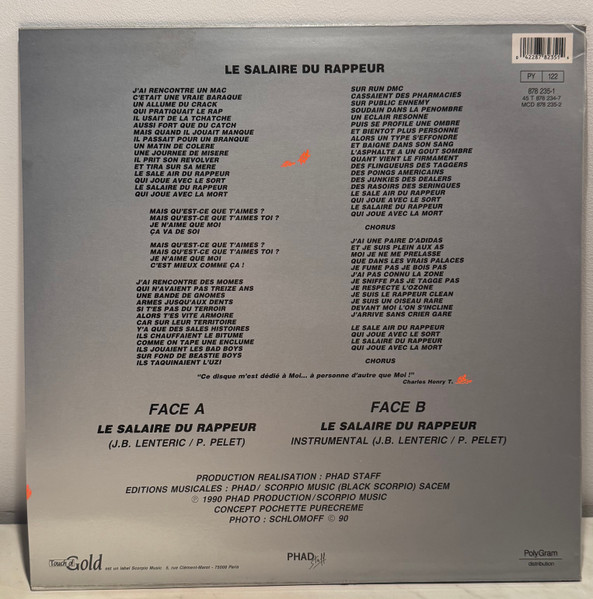 LE SALAIRE DU RAPPEUR
PY 122
878 235-1
45 T 878 234-7
MCD 878 235-2
J'AI RENCONTRE UN MAC
C'ETAIT UNE VRAIE BARAQUE
UN ALLUME DU CRACK
QUI PRATIQUAIT LE RAP
IL USAIT DE LA TCHATCHE
AUSSI FORT QUE DU CATCH
MAIS QUAND IL JOUAIT MANQUE
IL PASSAIT POUR UN BRANQUE
UN MATIN DE COLERE
UNE JOURNEE DE MISERE
IL PRIT SON REVOLVER
ET TIRA SUR SA MERE
LE SALE AIR DU RAPPEUR
QUI JOUE AVEC LE SORT
LE SALAIRE DU RAPPEUR
QUI JOUE AVEC LA MORT
MAIS QU'EST-CE QUE T'AIMES ?
MAIS QU'EST-CE QUE T'AIMES TOI ?
JE N'AIME QUE MOI
ÇA VA DE SOI
MAIS QU'EST-CE QUE T'AIMES ?
MAIS QU'EST-CE QUE T'AIMES TOI ?
JE N'AIME QUE MOI
C'EST MIEUX COMME ÇA !
J'AI RENCONTRE DES MOMES
QUI N'AVAIENT PAS TREIZE ANS
UNE BANDE DE GNOMES
ARMES JUSQU'AUX DENTS
SI T'ES PAS DU TERROIR
ALORS T'ES VITE ARMOIRE
CAR SUR LEUR TERRITOIRE
Y'A QUE DES SALES HISTOIRES
ILS CHAUFFAIENT LE BITUME
COMME ON TAPE UNE ENCLUME
ILS JOUAIENT LES BAD BOYS
SUR FOND DE BEASTIE BOYS
ILS TAQUINAIENT L'UZI
SUR RUN DMC
CASSAIENT DES PHARMACIES
SUR PUBLIC ENNEMY
SOUDAIN DANS LA PENOMBRE
UN ECLAIR RESONNE
PUIS SE PROFILE UNE OMBRE
ET BIENTOT PLUS PERSONNE
ALORS UN TYPE S'EFFONDRE
ET BAIGNE DANS SON SANG
L'ASPHALTE A UN GOUT SOMBRE
QUANT VIENT LE FIRMAMENT
DES FLINGUEURS DES TAGGERS
DES POINGS AMERICAINS
DES JUNKIES DES DEALERS
DES RASOIRS DES SERINGUES
LE SALE AIR DU RAPPEUR
QUI JOUE AVEC LE SORT
LE SALAIRE DU RAPPEUR
QUI JOUE AVEC LA MORT
CHORUS
J'AI UNE PAIRE D'ADIDAS
ET JE SUIS PLEIN AUX AS
MOI JE NE ME PRELASSE
QUE DANS LES VRAIS PALACES
JE FUME PAS JE BOIS PAS
J'AI PAS CONNU LA ZONE
JE SNIFFE PAS JE TAGGE PAS
JE RESPECTE L'OZONE
JE SUIS LE RAPPEUR CLEAN
JE SUIS UN OISEAU RARE
DEVANT MOI L'ON S'INCLINE
J'ARRIVE SANS CRIER GARE
LE SALE AIR DU RAPPEUR
QUI JOUE AVEC LE SORT
LE SALAIRE DU RAPPEUR
QUI JOUE AVEC LA MORT
CHORUS
"Ce disque m'est dédié à Moi... à personne d'autre que Moi !"
Charles Henry T.
FACE A
LE SALAIRE DU RAPPEUR
(J.B. LENTERIC / P. PELET)
FACE B
LE SALAIRE DU RAPPEUR
INSTRUMENTAL (J.B. LENTERIC / P. PELET)
PRODUCTION REALISATION : PHAD STAFF
EDITIONS MUSICALES : PHAD/ SCORPIO MUSIC (BLACK SCORPIO) SACEM
℗ 1990 PHAD PRODUCTION/SCORPIO MUSIC
CONCEPT POCHETTE PURECREME
PHOTO : SCHLOMOFF © 90
Touch of Gold est un label Scorpio Music
75005 Paris
PHAD Staff
PolyGram
distribution